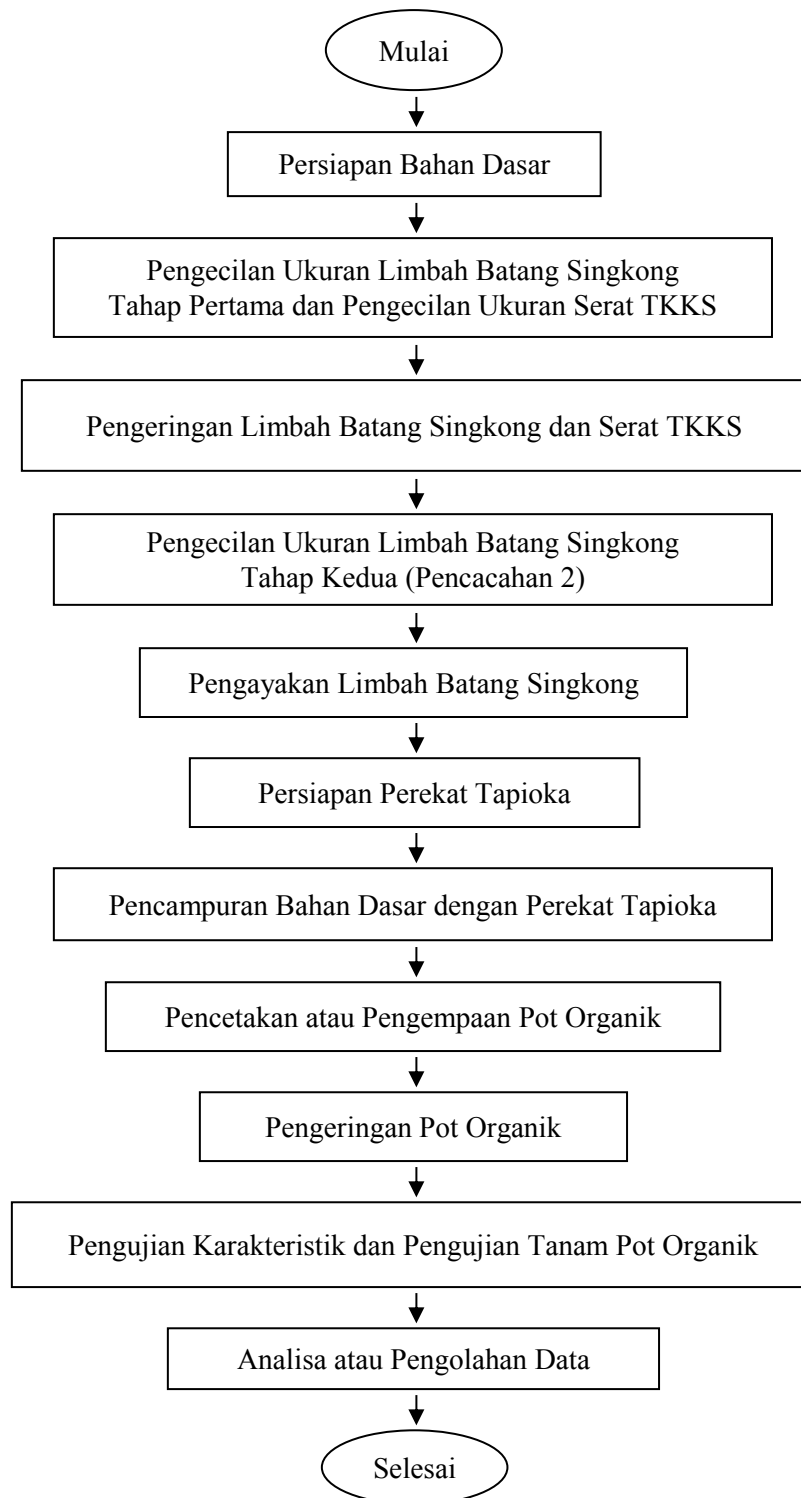 Mulai
Persiapan Bahan Dasar
Pengecilan Ukuran Limbah Batang Singkong
Tahap Pertama dan Pengecilan Ukuran Serat TKKS
Pengeringan Limbah Batang Singkong dan Serat TKKS
Pengecilan Ukuran Limbah Batang Singkong
Tahap Kedua (Pencacahan 2)
Pengayakan Limbah Batang Singkong
Persiapan Perekat Tapioka
Pencampuran Bahan Dasar dengan Perekat Tapioka
Pencetakan atau Pengempaan Pot Organik
Pengeringan Pot Organik
Pengujian Karakteristik dan Pengujian Tanam Pot Organik
Analisa atau Pengolahan Data
Selesai